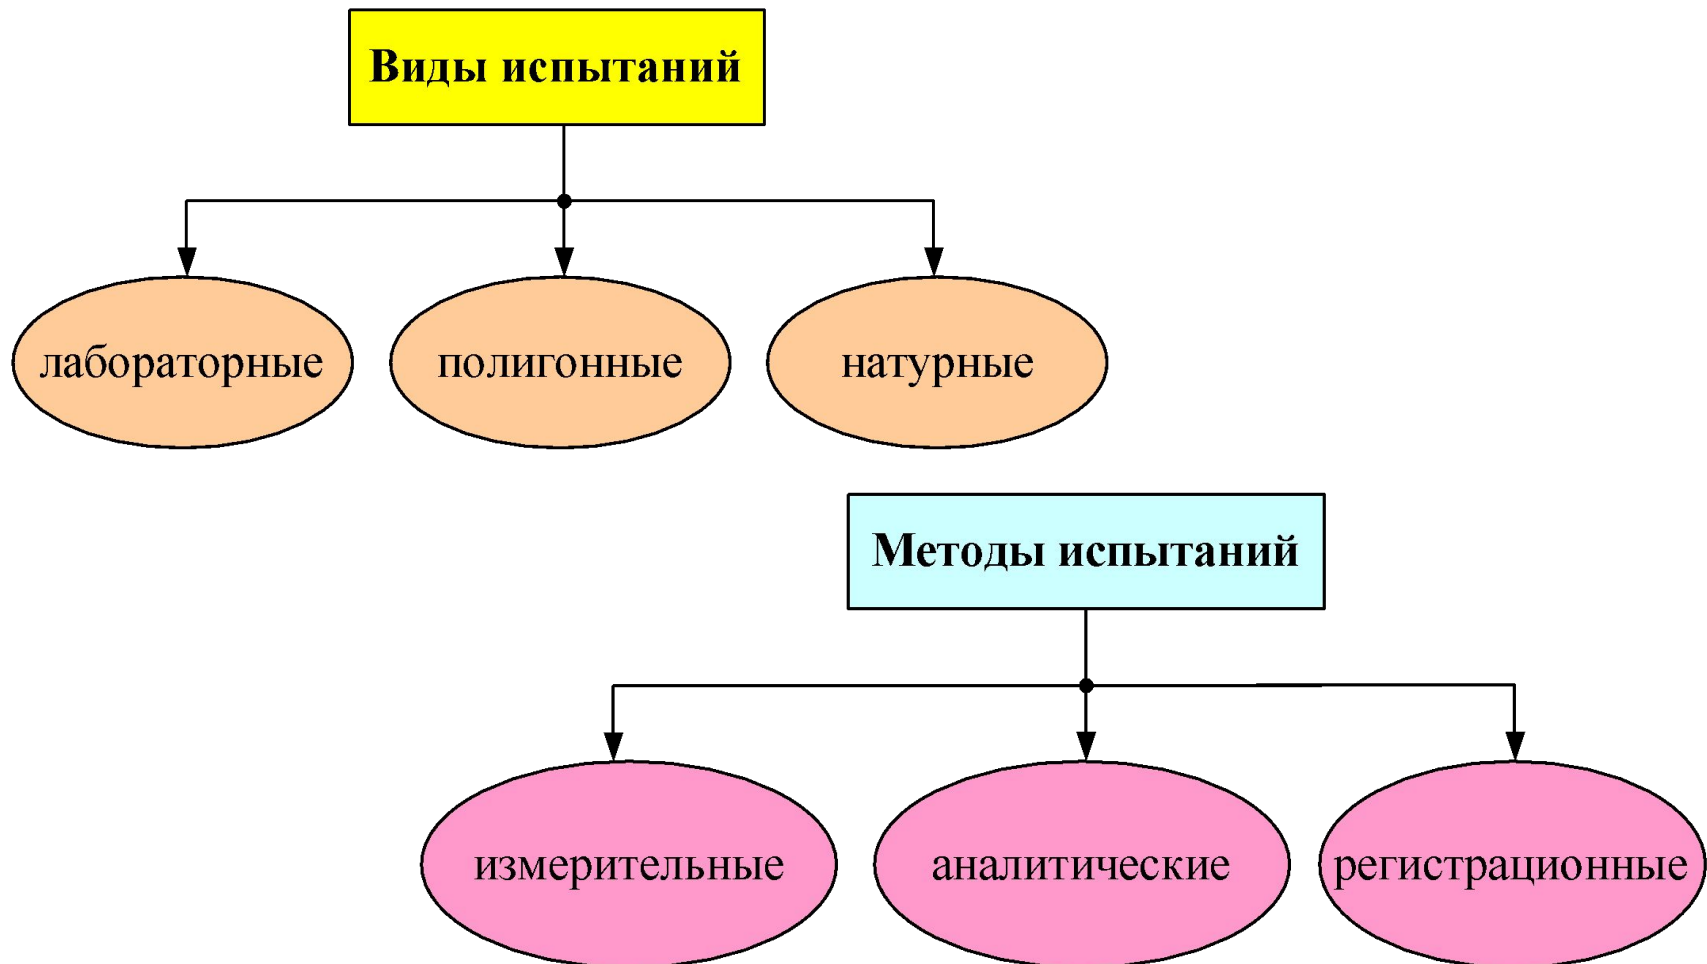 Виды испытаний
лабораторные
полигонные
натурные
Методы испытаний
измерительные
аналитические
регистрационные